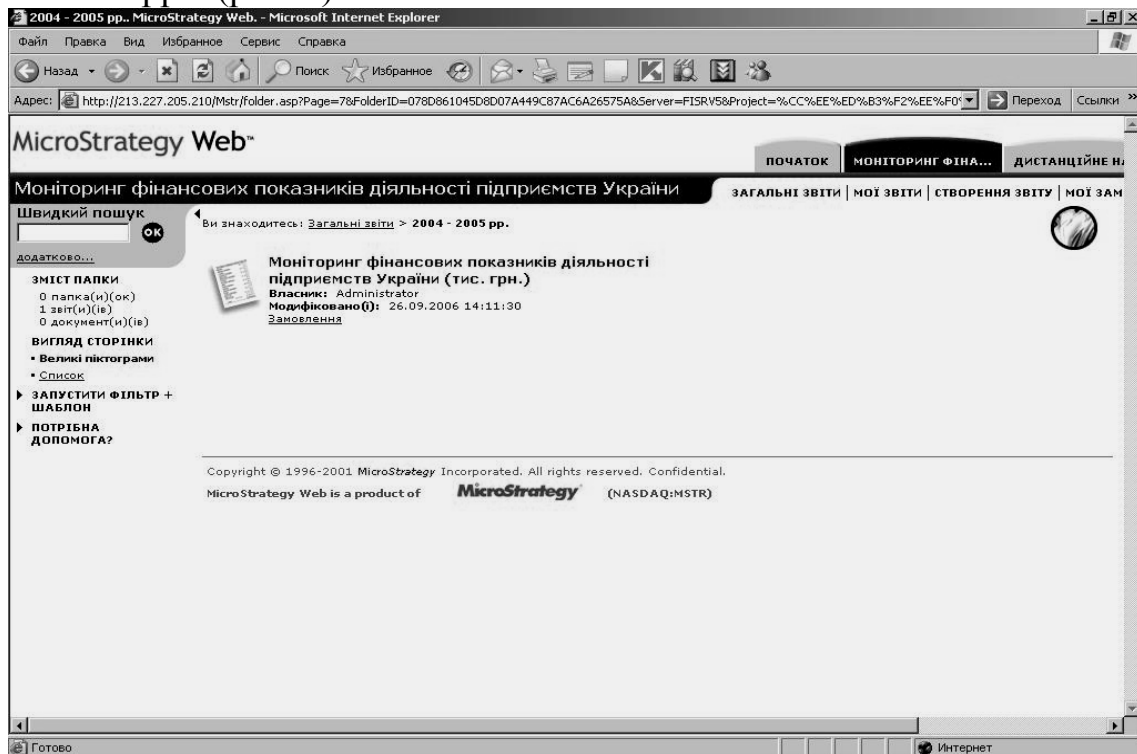 2004 - 2005 рр.. MicroStrategy Web. - Microsoft Internet Explorer
Файл Правка Вид Избранное Сервис Справка
Назад Поиск Избранное
Адрес: http://213.227.205.210/Mstr/folder.asp?Page=7&FolderID=078D861045D8D07A449C87AC6A26575A&Server=FISRV5&Project=%CC%EE%ED%B3%F2%EE%F0 Переход Ссылки »
MicroStrategy Web™
ПОЧАТОК МОНІТОРИНГ ФІНА... ДИСТАНЦІЙНЕ Н
Моніторинг фінансових показників діяльності підприємств України
ЗАГАЛЬНІ ЗВІТИ | МОЇ ЗВІТИ | СТВОРЕННЯ ЗВІТУ | МОЇ ЗАМ
Швидкий пошук
ОК
додатково...
Ви знаходитесь: Загальні звіти > 2004 - 2005 рр.
ЗМІСТ ПАПКИ
0 папка(и)(ок)
1 звіт(и)(ів)
0 документ(и)(ів)
ВИГЛЯД СТОРІНКИ
• Великі піктограми
• Список
ЗАПУСТИТИ ФІЛЬТР +
ШАБЛОН
ПОТРІБНА
ДОПОМОГА?
Моніторинг фінансових показників діяльності
підприємств України (тис. грн.)
Власник: Administrator
Модифіковано(і): 26.09.2006 14:11:30
Замовлення
Copyright © 1996-2001 MicroStrategy Incorporated. All rights reserved. Confidential.
MicroStrategy Web is a product of MicroStrategy (NASDAQ:MSTR)
Готово Интернет